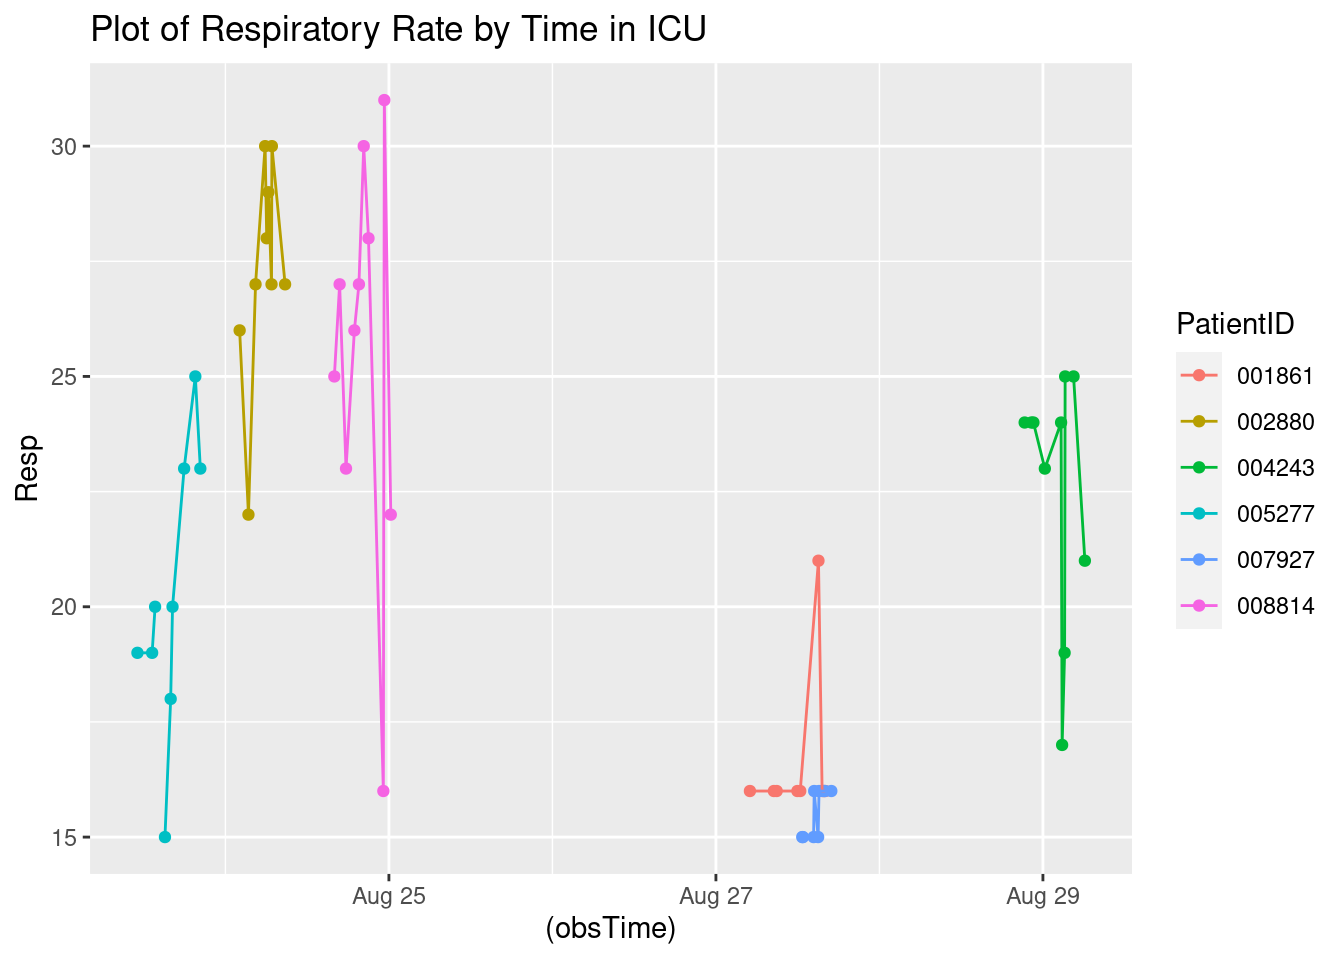 Plot of Respiratory Rate by Time in ICU
30
25
20
15
Resp
Aug 25
Aug 27
Aug 29
(obsTime)
PatientID
001861
002880
004243
005277
007927
008814